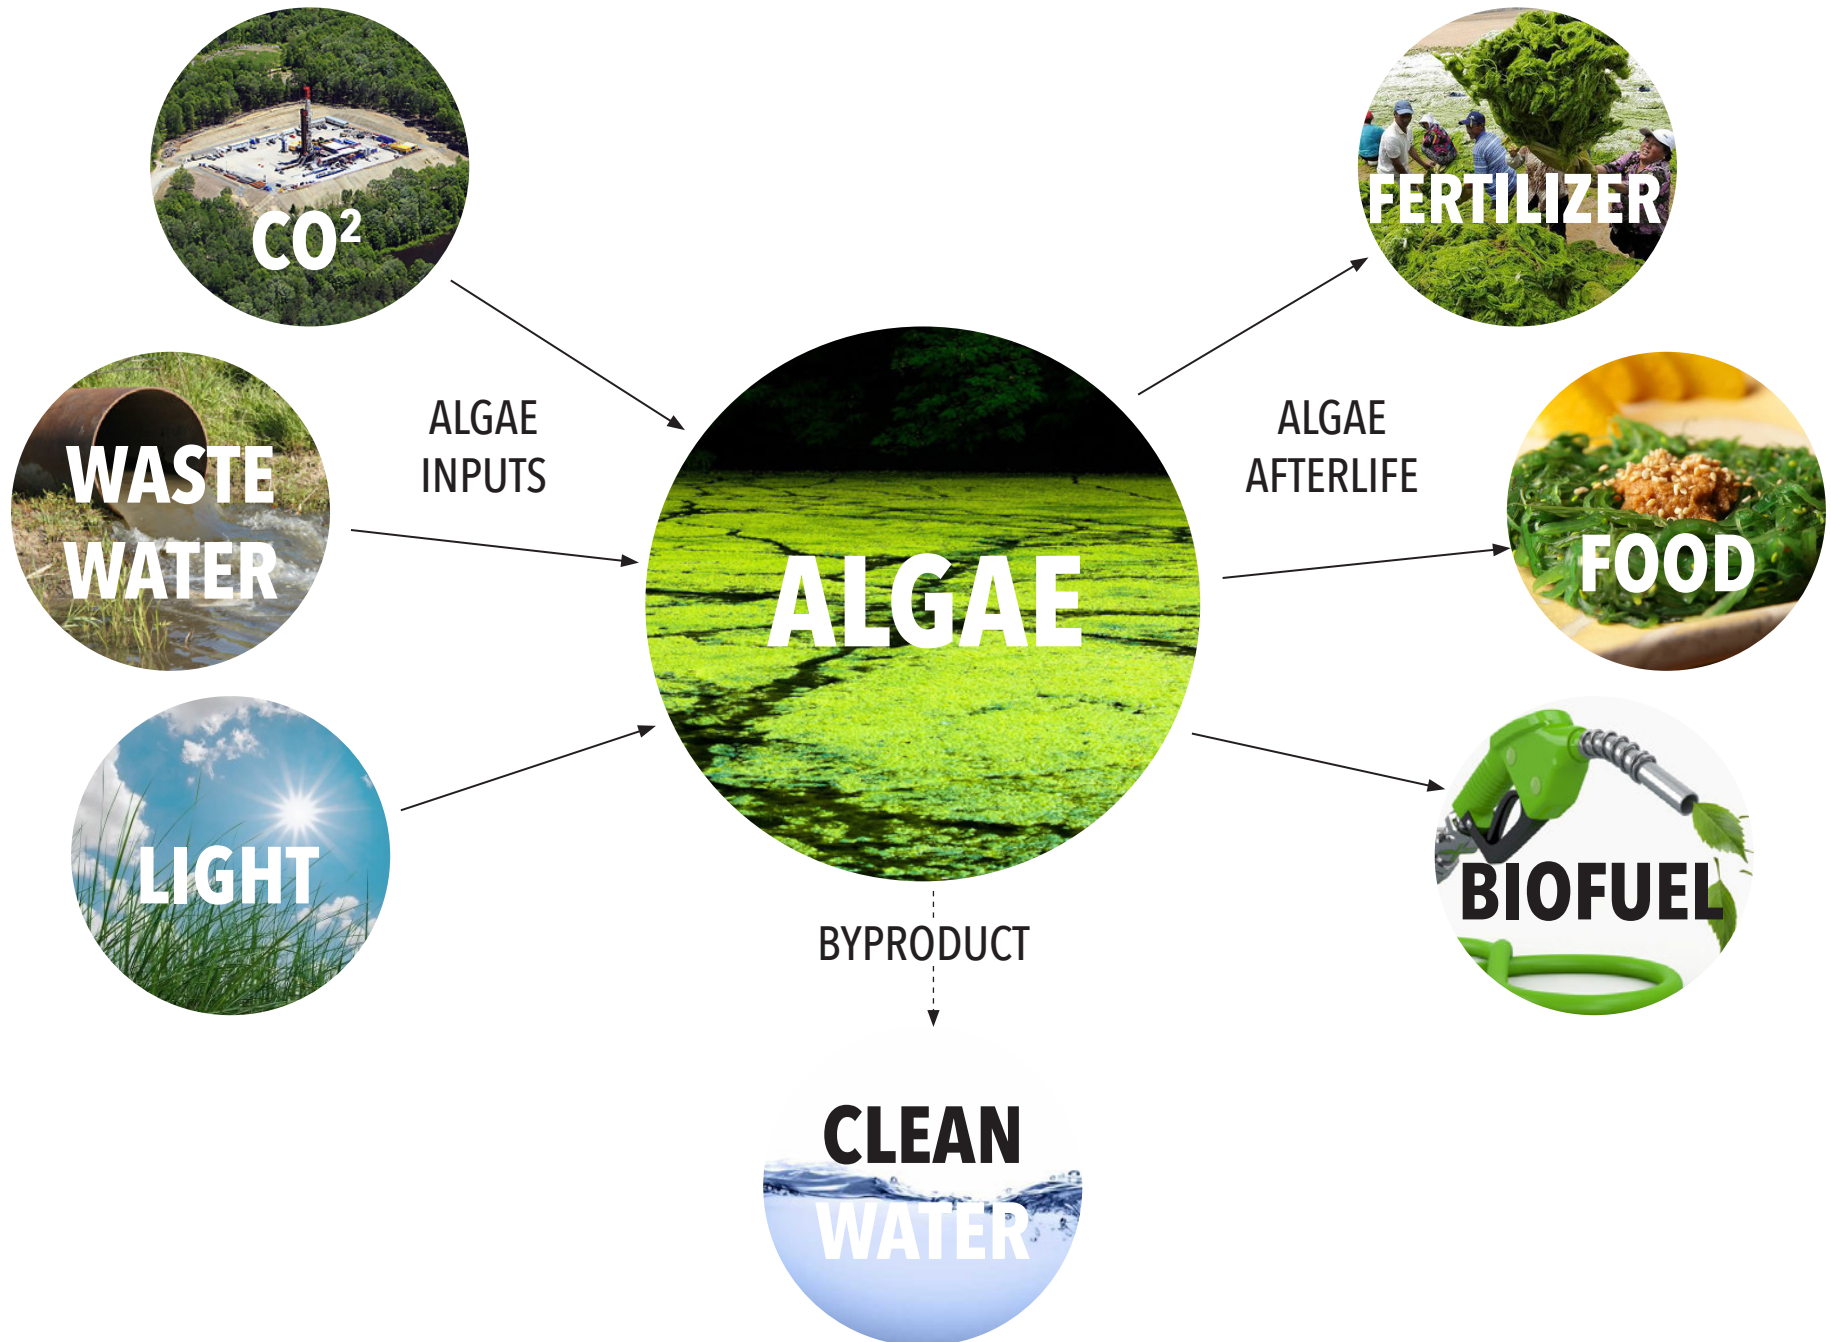 CO²
WASTE
WATER
LIGHT
ALGAE
INPUTS
ALGAE
BYPRODUCT
CLEAN
WATER
ALGAE
AFTERLIFE
FERTILIZER
FOOD
BIOFUEL